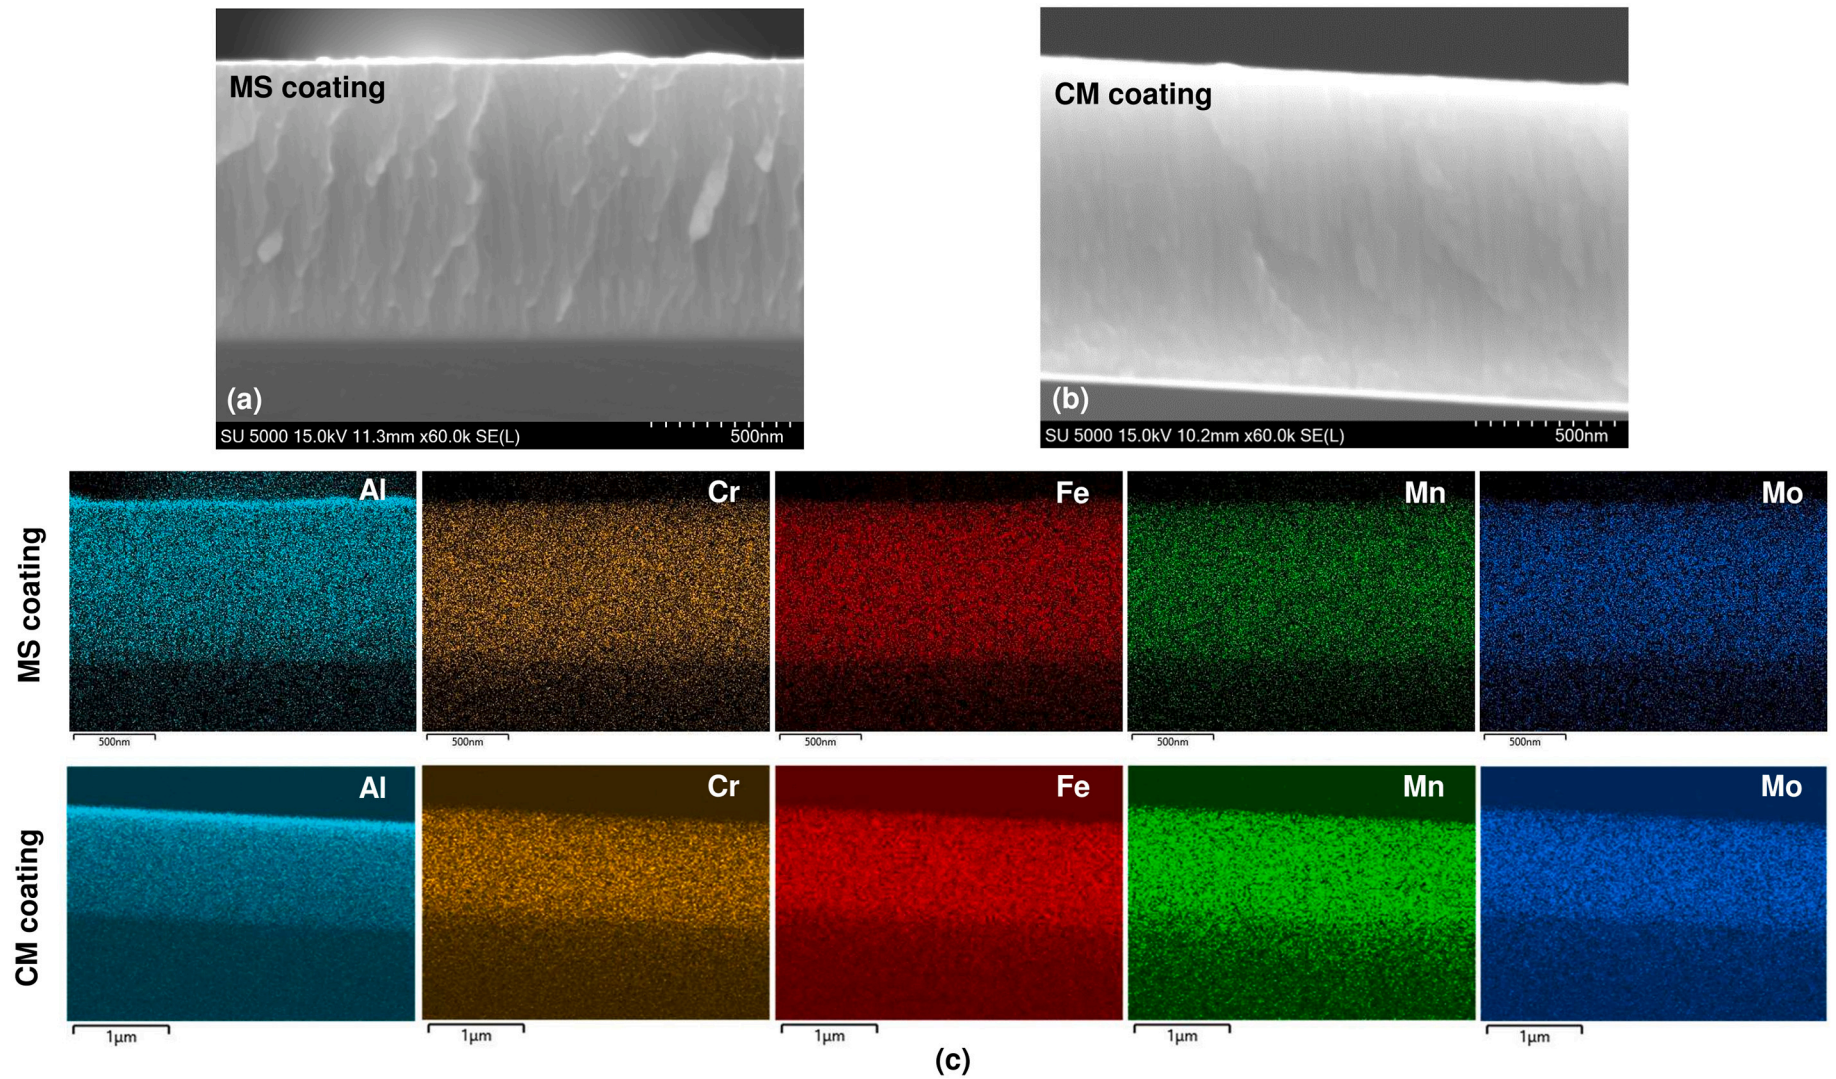 MS coating
CM coating
(a)
(b)
SU 5000 15.0kV 11.3mm x60.0k SE(L)
500nm
SU 5000 15.0kV 10.2mm x60.0k SE(L)
500nm
MS coating
Al
Cr
Fe
Mn
Mo
500nm
500nm
500nm
500nm
500nm
CM coating
Al
Cr
Fe
Mn
Mo
1µm
1µm
1µm
1µm
1µm
(c)